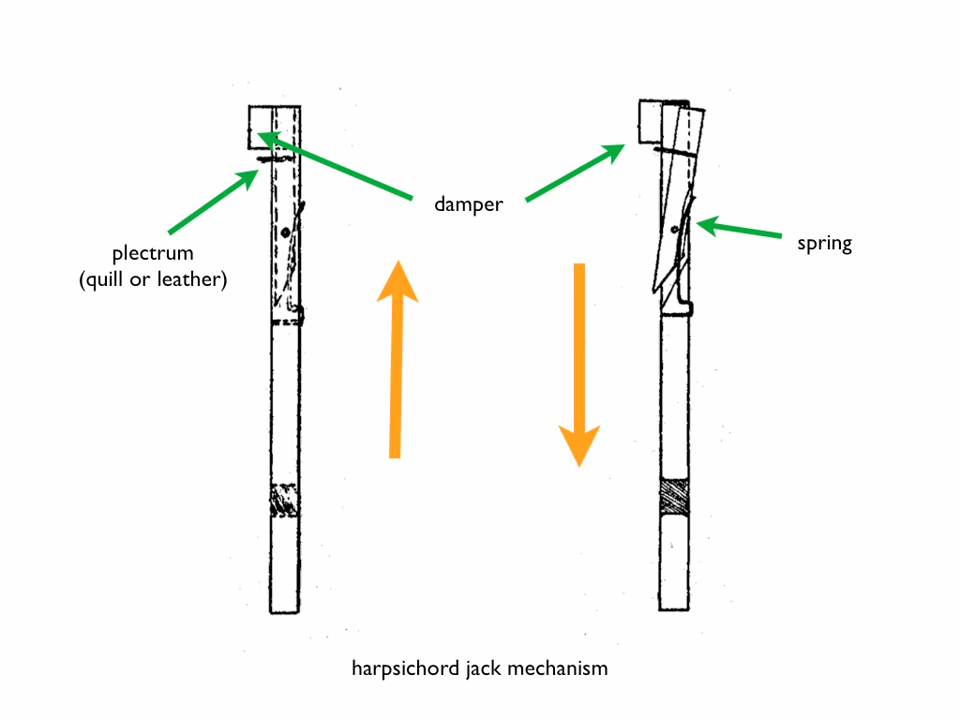 damper
plectrum
(quill or leather)
spring
harpsichord jack mechanism